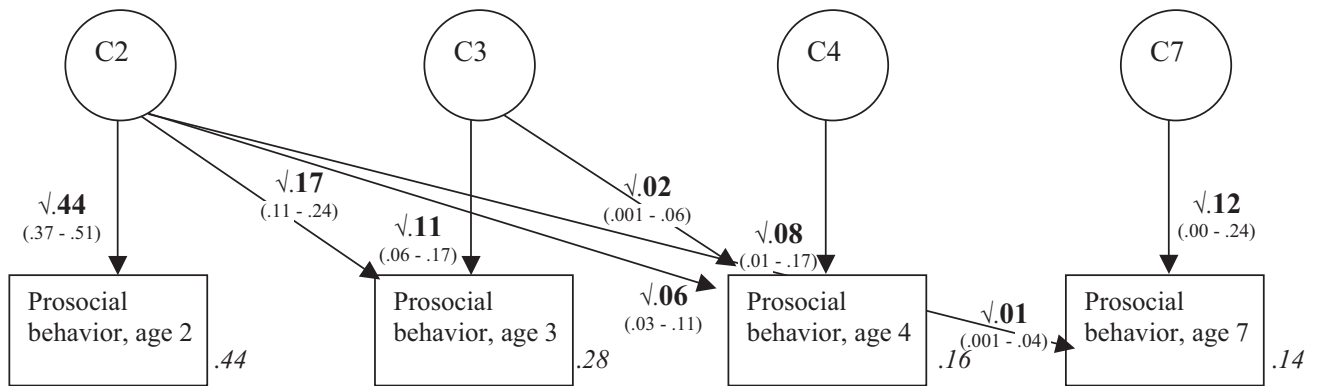 C2
C3
C4
C7
√.44
(.37 - .51)
√.17
(.11 - .24)
√.11
(.06 - .17)
√.02
(.001 - .06)
√.08
(.01 - .17)
√.06
(.03 - .11)
√.12
(.00 - .24)
√.01
(.001 - .04)
Prosocial
behavior, age 2
.44
Prosocial
behavior, age 3
.28
Prosocial
behavior, age 4
.16
Prosocial
behavior, age 7
.14